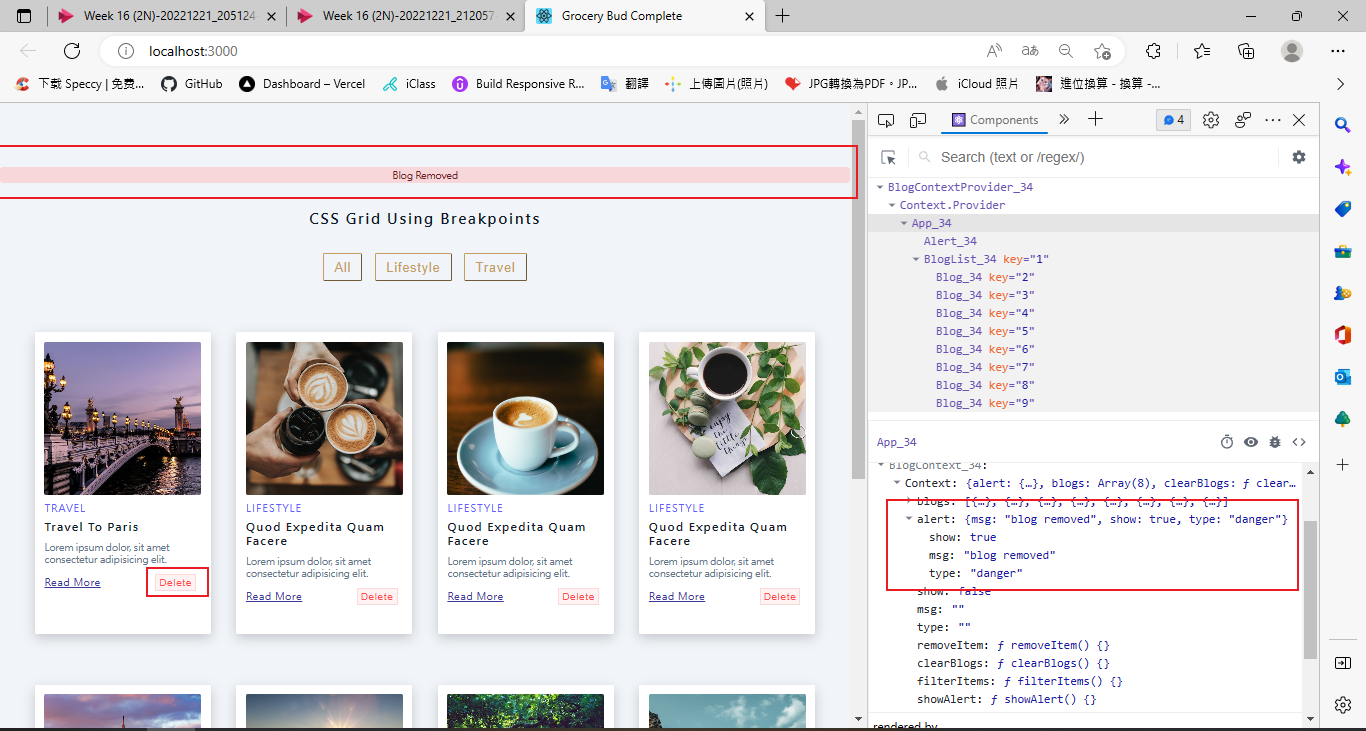 Week 16 (2N)-20221221_205124
Week 16 (2N)-20221221_212057
Grocery Bud Complete
localhost:3000
下载 Speccy | 免费...
GitHub
Dashboard – Vercel
iClass
Build Responsive R...
翻譯
上傳圖片(照片)
JPG轉換為PDF。JP...
iCloud 照片
進位換算 - 換算 -...
Blog Removed
CSS Grid Using Breakpoints
All
Lifestyle
Travel
TRAVEL
Travel To Paris
Lorem ipsum dolor, sit amet
consectetur adipisicing elit.
Read More
Delete
LIFESTYLE
Quod Expedita Quam
Facere
Lorem ipsum dolor, sit amet
consectetur adipisicing elit.
Read More
Delete
LIFESTYLE
Quod Expedita Quam
Facere
Lorem ipsum dolor, sit amet
consectetur adipisicing elit.
Read More
Delete
LIFESTYLE
Quod Expedita Quam
Facere
Lorem ipsum dolor, sit amet
consectetur adipisicing elit.
Read More
Delete
Components
4
Search (text or /regex/)
BlogContextProvider_34
Context.Provider
App_34
Alert_34
BlogList_34 key="1"
Blog_34 key="2"
Blog_34 key="3"
Blog_34 key="4"
Blog_34 key="5"
Blog_34 key="6"
Blog_34 key="7"
Blog_34 key="8"
Blog_34 key="9"
App_34
BlogContext_34:
Context: {alert: {…}, blogs: Array(8), clearBlogs: ƒ clear…
blogs: [{…}, {…}, {…}, {…}, {…}, {…}, {…}, {…}]
alert: {msg: "blog removed", show: true, type: "danger"}
show: true
msg: "blog removed"
type: "danger"
show: false
msg: ""
type: ""
removeItem: ƒ removeItem() {}
clearBlogs: ƒ clearBlogs() {}
filterItems: ƒ filterItems() {}
showAlert: ƒ showAlert() {}
rendered by